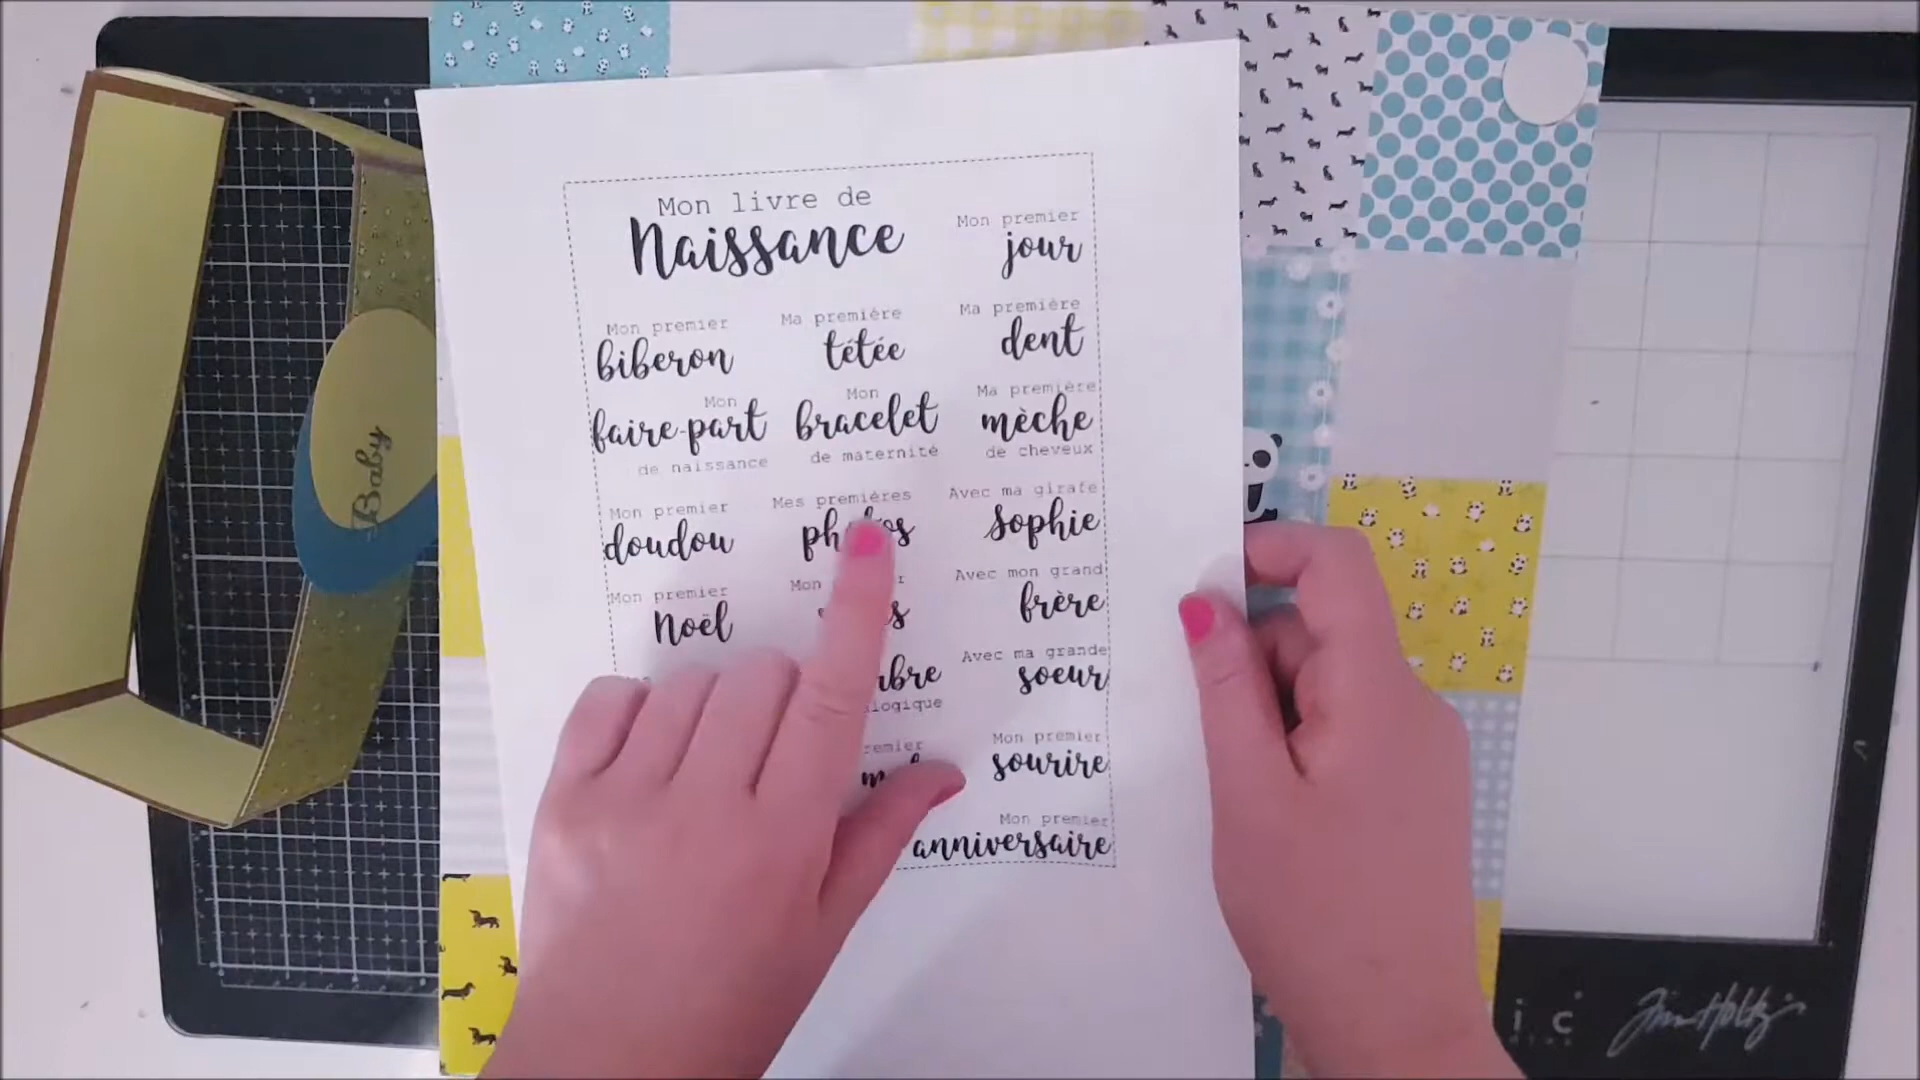 Mon livre de
Naissance
Mon premier
jour
Mon premier
biberon
Ma première
tétée
Ma première
dent
Mon
faire-part
de naissance
Mon
bracelet
de maternité
Ma première
mèche
de cheveux
Mon premier
doudou
Mes premières
photos
Avec ma girafe
Sophie
Mon premier
Noël
Mon
Avec mon grand
frère
Avec ma grande
soeur
Mon premier
sourire
Mon premier
anniversaire
Baby
Tim Holtz